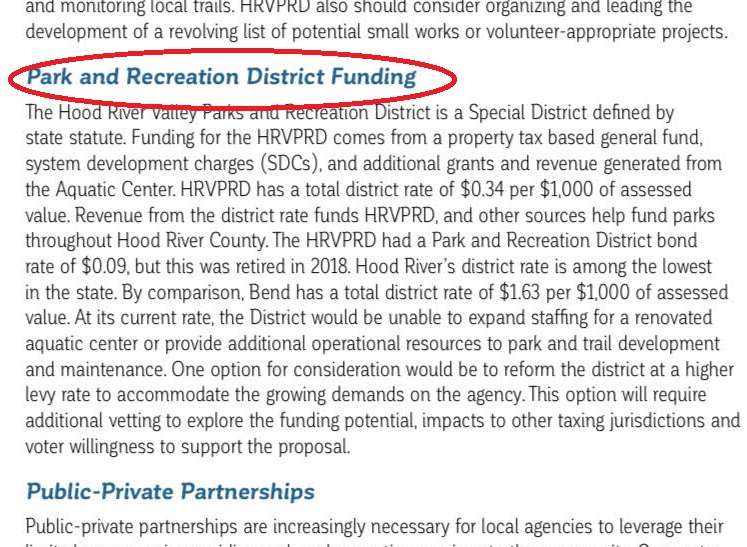 and monitoring local trails. HRVPRD also should consider organizing and leading the
development of a revolving list of potential small works or volunteer-appropriate projects.
Park and Recreation District Funding
The Hood River Valley Parks and Recreation District is a Special District defined by
state statute. Funding for the HRVPRD comes from a property tax based general fund,
system development charges (SDCs), and additional grants and revenue generated from
the Aquatic Center. HRVPRD has a total district rate of $0.34 per $1,000 of assessed
value. Revenue from the district rate funds HRVPRD, and other sources help fund parks
throughout Hood River County. The HRVPRD had a Park and Recreation District bond
rate of $0.09, but this was retired in 2018. Hood River's district rate is among the lowest
in the state. By comparison, Bend has a total district rate of $1.63 per $1,000 of assessed
value. At its current rate, the District would be unable to expand staffing for a renovated
aquatic center or provide additional operational resources to park and trail development
and maintenance. One option for consideration would be to reform the district at a higher
levy rate to accommodate the growing demands on the agency. This option will require
additional vetting to explore the funding potential, impacts to other taxing jurisdictions and
voter willingness to support the proposal.
Public-Private Partnerships
Public-private partnerships are increasingly necessary for local agencies to leverage their